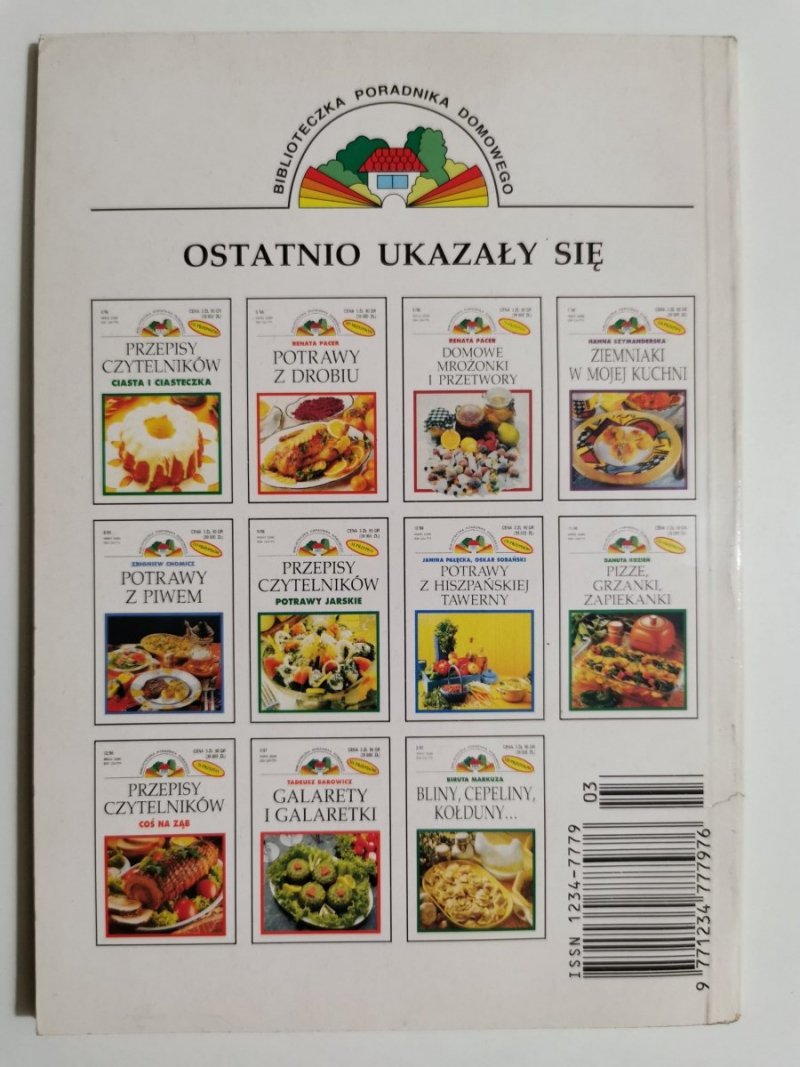 BIBLIOTECZKA PORADNIKA DOMOWEGO
OSTATNIO UKAZAŁY SIĘ
PRZEPISY
CZYTELNIKÓW
CIASTA I CIASTECZKA
RENATA PACER
POTRAWY
Z DROBIU
RENATA PACER
DOMOWE
MROŻONKI
I PRZETWORY
HANNA SZYMANDERSKA
ZIEMNIAKI
W MOJEJ KUCHNI
ZBIGNIEW CHOMICZ
POTRAWY
Z PIWEM
PRZEPISY
CZYTELNIKÓW
POTRAWY JARSKIE
JANINA PAŁĘCKA, OSKAR SOBAŃSKI
POTRAWY
Z HISZPAŃSKIEJ
TAWERNY
DANUTA
PIZZE,
GRZANKI,
ZAPIEKANKI
PRZEPISY
CZYTELNIKÓW
COŚ NA ZĄB
TADEUSZ BAROWICZ
GALARETY
I GALARETKI
BIRUTA MARKUZA
BLINY, CEPELINY,
KOŁDUNY...
ISSN 1234-7779
03
9 771234 777976